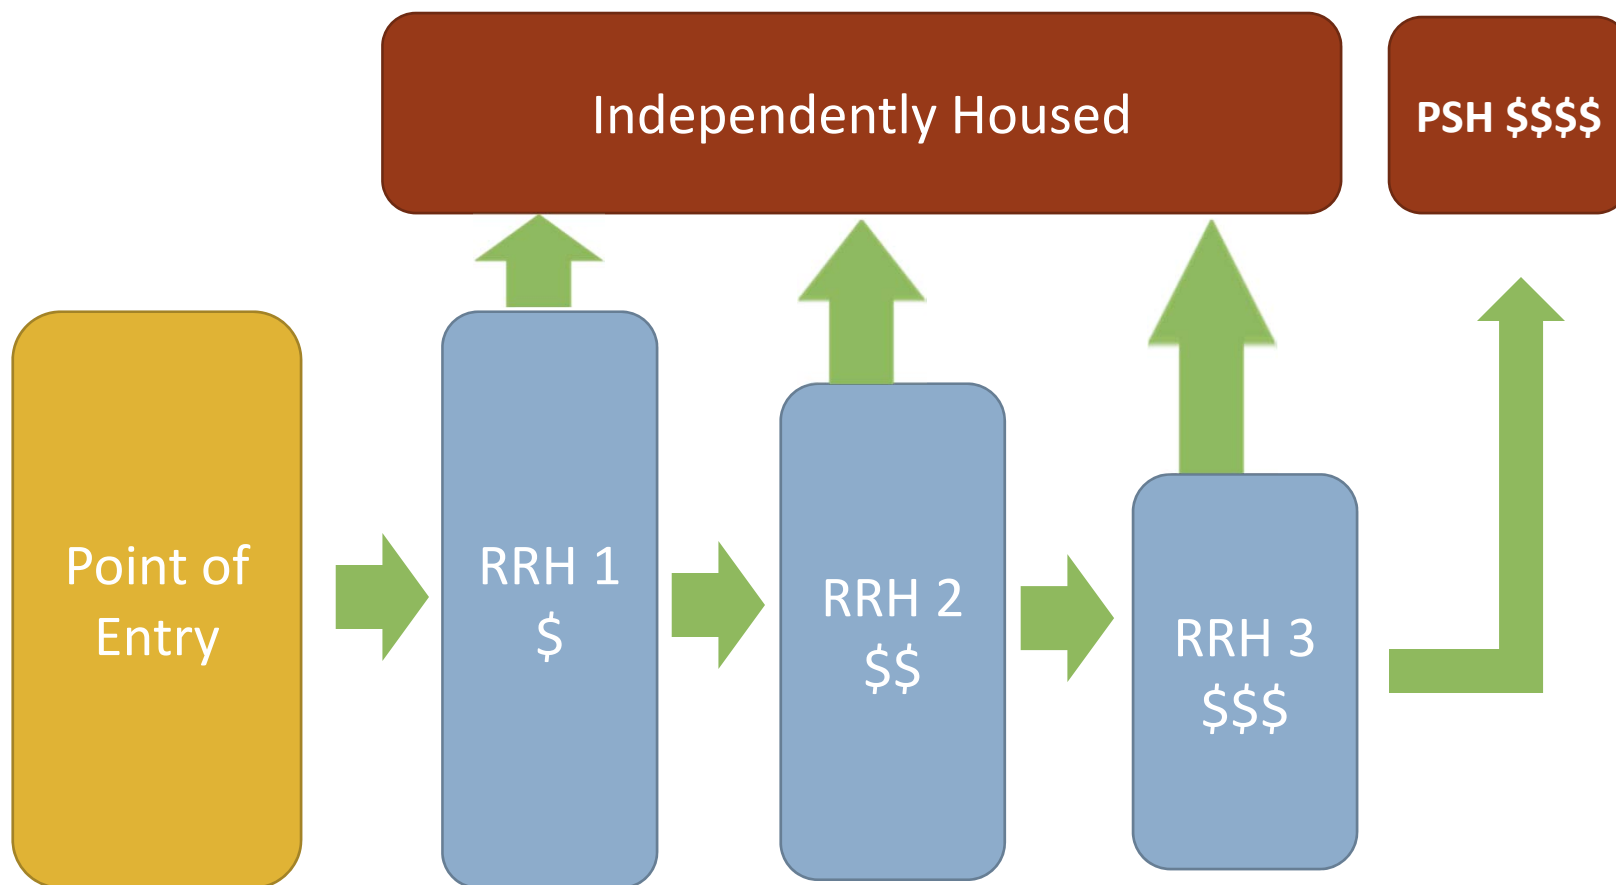 Independently Housed
PSH $$$$
Point of
Entry
RRH 1
$
RRH 2
$$
RRH 3
$$$